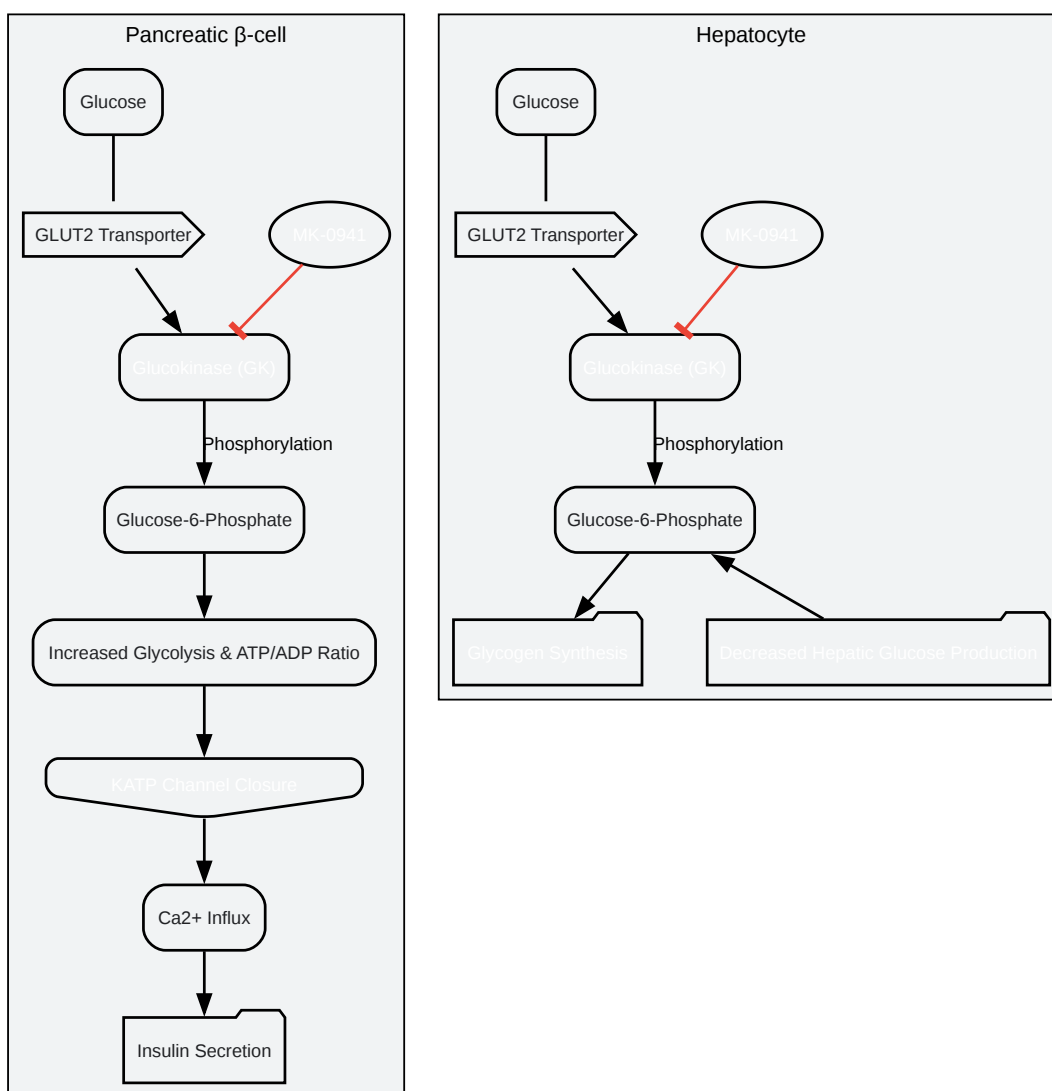 Pancreatic β-cell
Glucose
GLUT2 Transporter
MK-0941
Glucokinase (GK)
Phosphorylation
Glucose-6-Phosphate
Increased Glycolysis & ATP/ADP Ratio
KATP Channel Closure
Ca2+ Influx
Insulin Secretion
Hepatocyte
Glucose
GLUT2 Transporter
MK-0941
Glucokinase (GK)
Phosphorylation
Glucose-6-Phosphate
Glycogen Synthesis
Decreased Hepatic Glucose Production